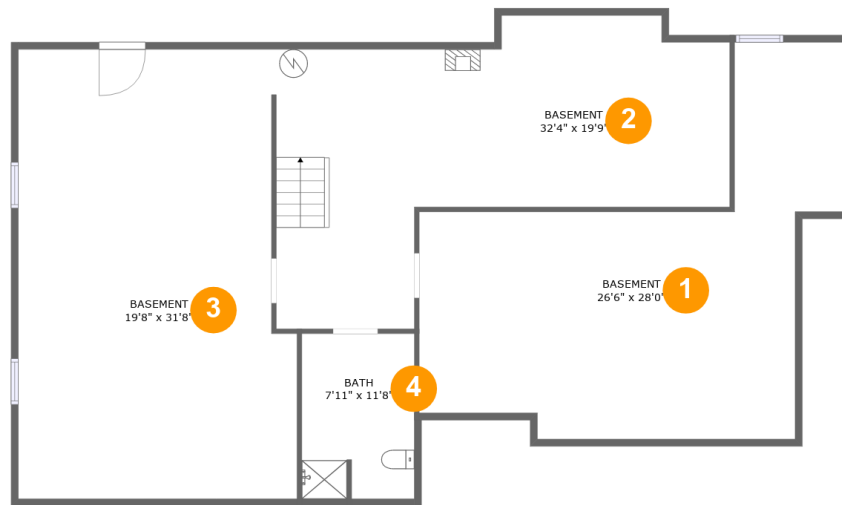 BASEMENT
32'4" x 19'9"
2
BASEMENT
26'6" x 28'0"
1
BASEMENT
19'8" x 31'8"
3
BATH
7'11" x 11'8"
4